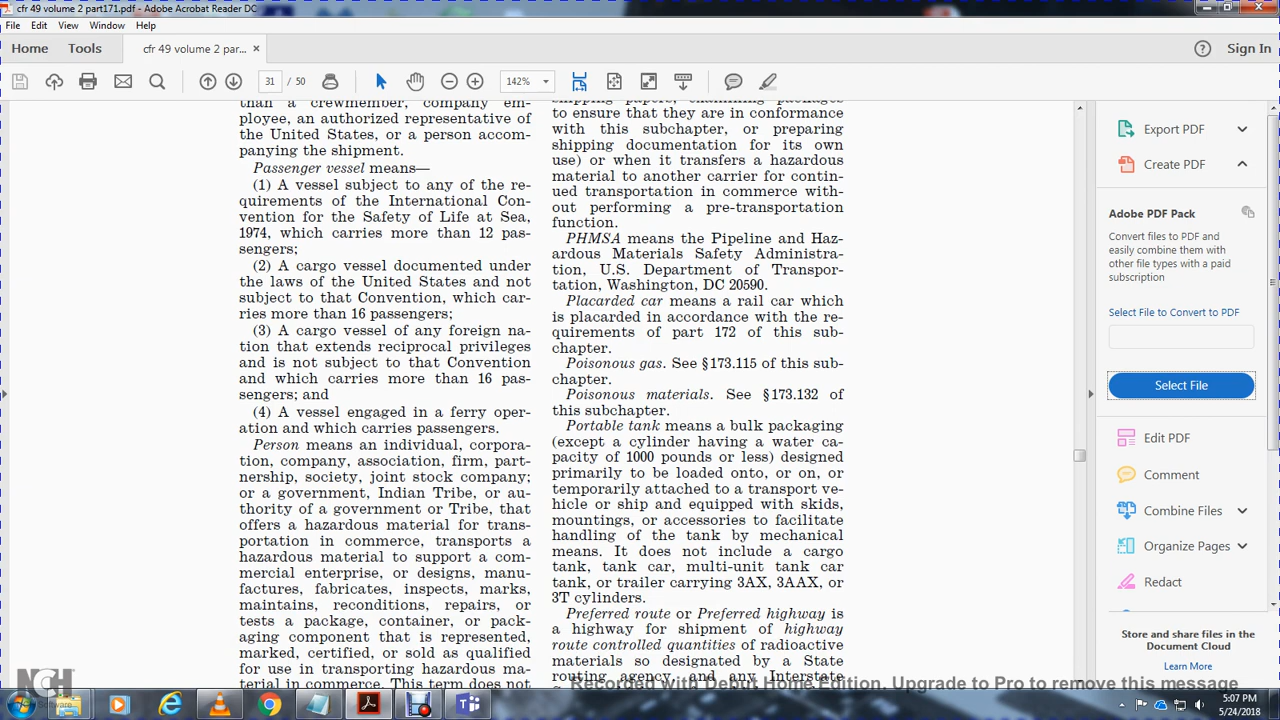 cfr 49 volume 2 part171.pdf - Adobe Acrobat Reader DC
File Edit View Window Help
Home Tools cfr 49 volume 2 par... × Sign In
31 / 50 142%
than a crewmember, company em-
ployee, an authorized representative of
the United States, or a person accom-
panying the shipment.
Passenger vessel means—
(1) A vessel subject to any of the re-
quirements of the International Con-
vention for the Safety of Life at Sea,
1974, which carries more than 12 pas-
sengers;
(2) A cargo vessel documented under
the laws of the United States and not
subject to that Convention, which car-
ries more than 16 passengers;
(3) A cargo vessel of any foreign na-
tion that extends reciprocal privileges
and is not subject to that Convention
and which carries more than 16 pas-
sengers; and
(4) A vessel engaged in a ferry oper-
ation and which carries passengers.
Person means an individual, corpora-
tion, company, association, firm, part-
nership, society, joint stock company;
or a government, Indian Tribe, or au-
thority of a government or Tribe, that
offers a hazardous material for trans-
portation in commerce, transports a
hazardous material to support a com-
mercial enterprise, or designs, manu-
factures, fabricates, inspects, marks,
maintains, reconditions, repairs, or
tests a package, container, or pack-
aging component that is represented,
marked, certified, or sold as qualified
for use in transporting hazardous ma-
terial in commerce. This term does not
shipping papers, examining packages
to ensure that they are in conformance
with this subchapter, or preparing
shipping documentation for its own
use) or when it transfers a hazardous
material to another carrier for contin-
ued transportation in commerce with-
out performing a pre-transportation
function.
PHMSA means the Pipeline and Haz-
ardous Materials Safety Administra-
tion, U.S. Department of Transpor-
tation, Washington, DC 20590.
Placarded car means a rail car which
is placarded in accordance with the re-
quirements of part 172 of this sub-
chapter.
Poisonous gas. See §173.115 of this sub-
chapter.
Poisonous materials. See §173.132 of
this subchapter.
Portable tank means a bulk packaging
(except a cylinder having a water ca-
pacity of 1000 pounds or less) designed
primarily to be loaded onto, or on, or
temporarily attached to a transport ve-
hicle or ship and equipped with skids,
mountings, or accessories to facilitate
handling of the tank by mechanical
means. It does not include a cargo
tank, tank car, multi-unit tank car
tank, or trailer carrying 3AX, 3AAX, or
3T cylinders.
Preferred route or Preferred highway is
a highway for shipment of highway
route controlled quantities of radioactive
materials so designated by a State
routing agency, and any Interstate
Export PDF
Create PDF
Adobe PDF Pack
Convert files to PDF and
easily combine them with
other file types with a paid
subscription
Select File to Convert to PDF
Select File
Edit PDF
Comment
Combine Files
Organize Pages
Redact
Store and share files in the
Document Cloud
Learn More
NCH
Software
Recorded with Debut Home Edition. Upgrade to Pro to remove this message
5:07 PM
5/24/2018